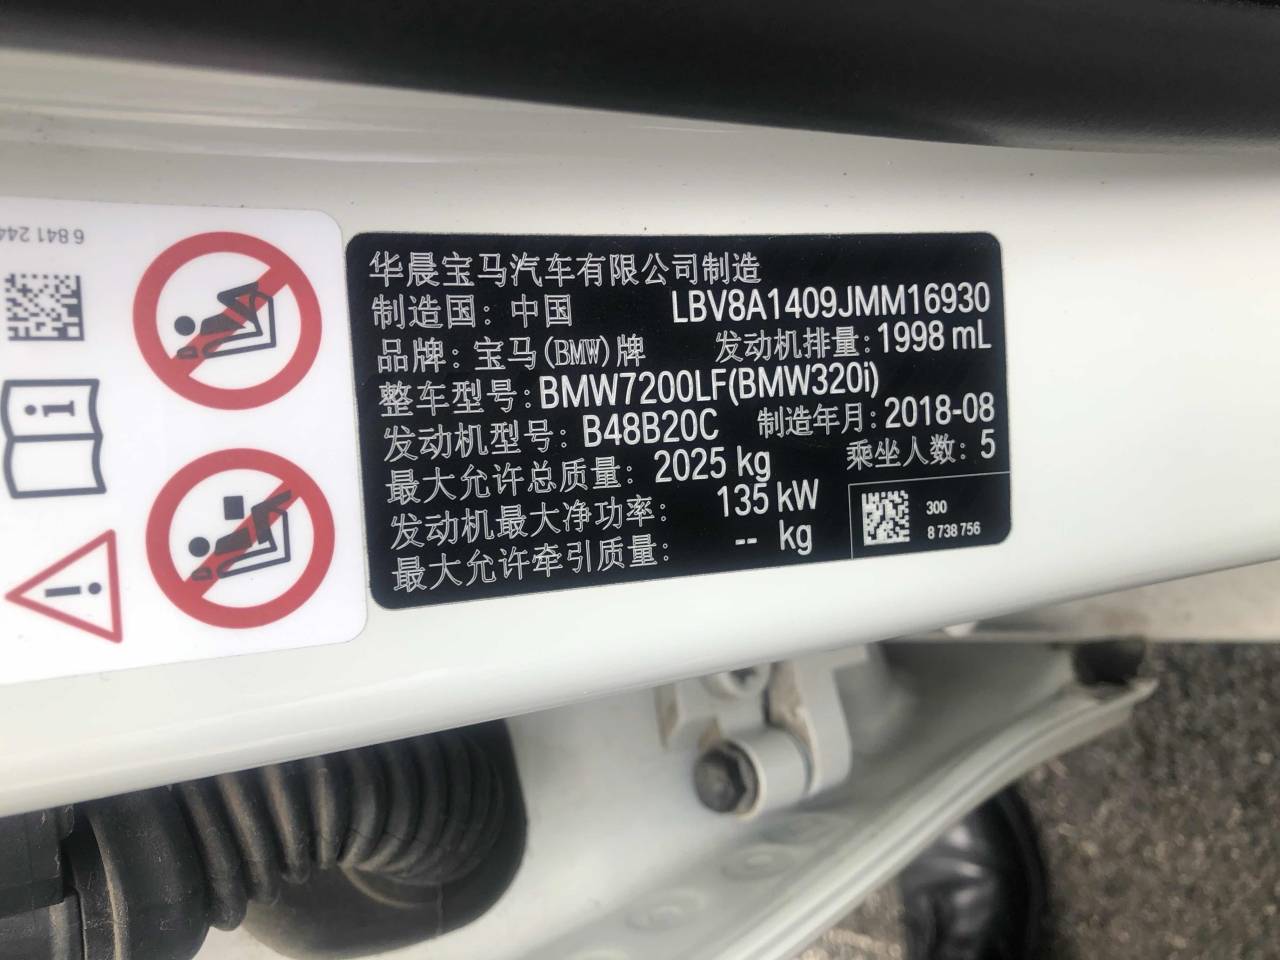 6 841 244
华晨宝马汽车有限公司制造
制造国: 中国 LBV8A1409JMM16930
品牌: 宝马(BMW)牌 发动机排量: 1998 mL
整车型号: BMW7200LF(BMW320i)
发动机型号: B48B20C 制造年月: 2018-08
最大允许总质量: 2025 kg 乘坐人数: 5
发动机最大净功率: 135 kW
最大允许牵引质量: -- kg
300
8 738 756